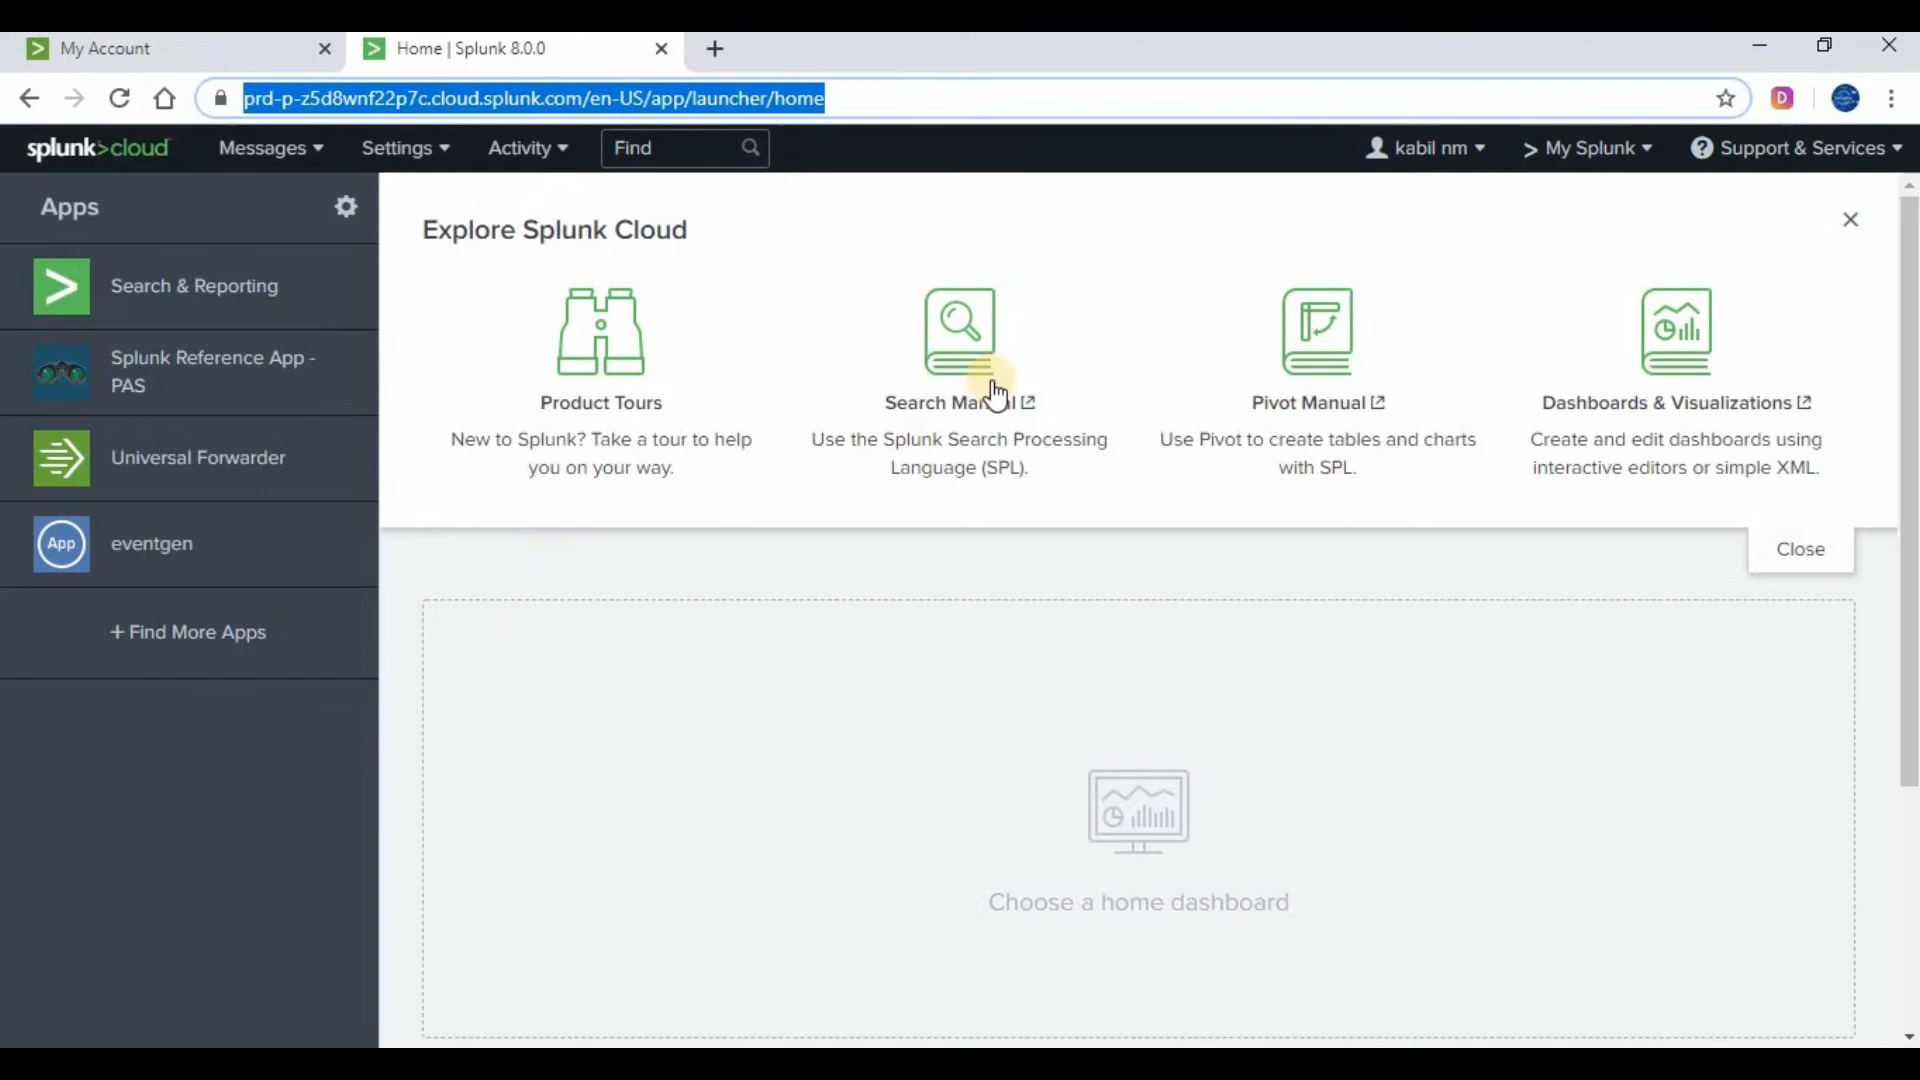 My Account
Home | Splunk 8.0.0
prd-p-z5d8wnf22p7c.cloud.splunk.com/en-US/app/launcher/home
D
splunk>cloud
Messages
Settings
Activity
Find
kabil nm
> My Splunk
? Support & Services
Apps
Search & Reporting
Splunk Reference App -
PAS
Universal Forwarder
App
eventgen
+ Find More Apps
Explore Splunk Cloud
Product Tours
New to Splunk? Take a tour to help
you on your way.
Search Manual
Use the Splunk Search Processing
Language (SPL).
Pivot Manual
Use Pivot to create tables and charts
with SPL.
Dashboards & Visualizations
Create and edit dashboards using
interactive editors or simple XML.
Close
Choose a home dashboard